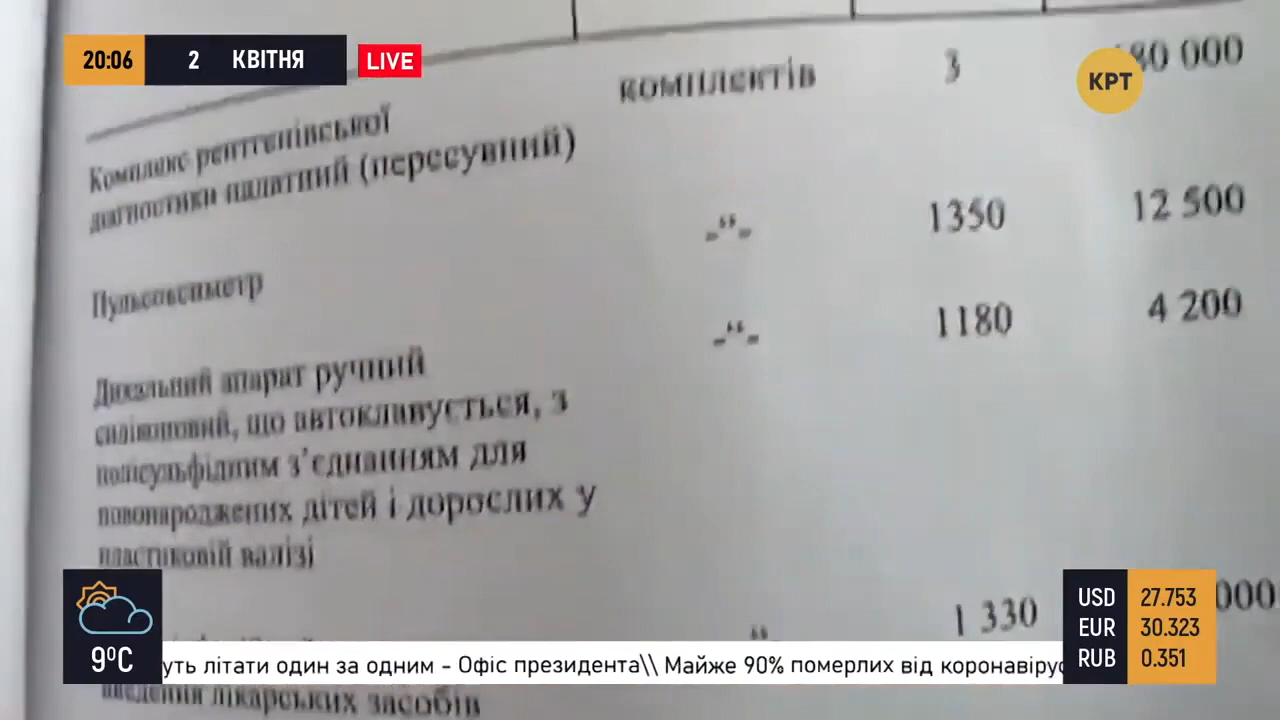 20:06 2 КВІТНЯ LIVE
КРТ
комплектів 3 80 000
Комплекс рентгенівської
діагностики палатний (пересувний)
-“- 1350 12 500
Пульсоксиметр
-“- 1180 4 200
Дихальний апарат ручний
силіконовий, що автоклавується, з
полісульфідним з’єднанням для
новонароджених дітей і дорослих у
пластиковій валізі
-“- 1 330 000
введення лікарських засобів
9°C
уть літати один за одним - Офіс президента\\ Майже 90% померлих від коронавірус
USD 27.753
EUR 30.323
RUB 0.351